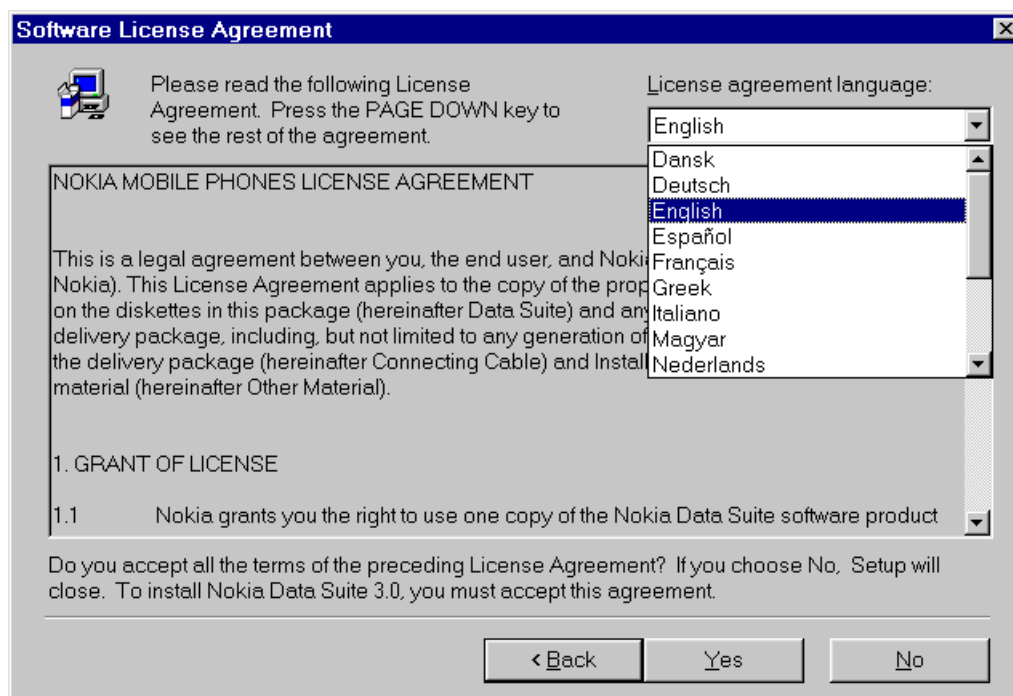 Software License Agreement
Please read the following License
Agreement. Press the PAGE DOWN key to
see the rest of the agreement.
License agreement language:
English
Dansk
Deutsch
English
Español
Français
Greek
Italiano
Magyar
Nederlands
NOKIA MOBILE PHONES LICENSE AGREEMENT
This is a legal agreement between you, the end user, and
Nokia). This License Agreement applies to the copy of the
on the diskettes in this package (hereinafter Data Suite) and
delivery package, including, but not limited to any generation of
the delivery package (hereinafter Connecting Cable) and
material (hereinafter Other Material).
1. GRANT OF LICENSE
1.1 Nokia grants you the right to use one copy of the Nokia Data Suite software product
Do you accept all the terms of the preceding License Agreement? If you choose No, Setup will
close. To install Nokia Data Suite 3.0, you must accept this agreement.
< Back Yes No